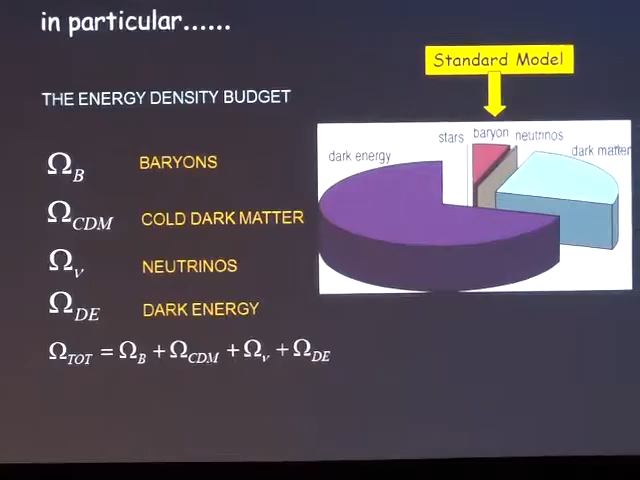 in particular......
Standard Model
THE ENERGY DENSITY BUDGET
stars baryon neutrinos
dark energy
dark matter
Ω_B BARYONS
Ω_CDM COLD DARK MATTER
Ω_ν NEUTRINOS
Ω_DE DARK ENERGY
Ω_TOT = Ω_B + Ω_CDM + Ω_ν + Ω_DE